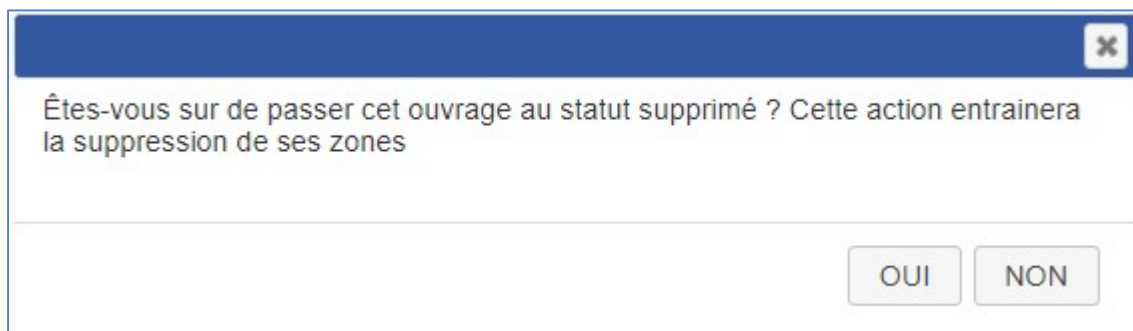 Êtes-vous sur de passer cet ouvrage au statut supprimé ? Cette action entrainera
la suppression de ses zones
OUI NON